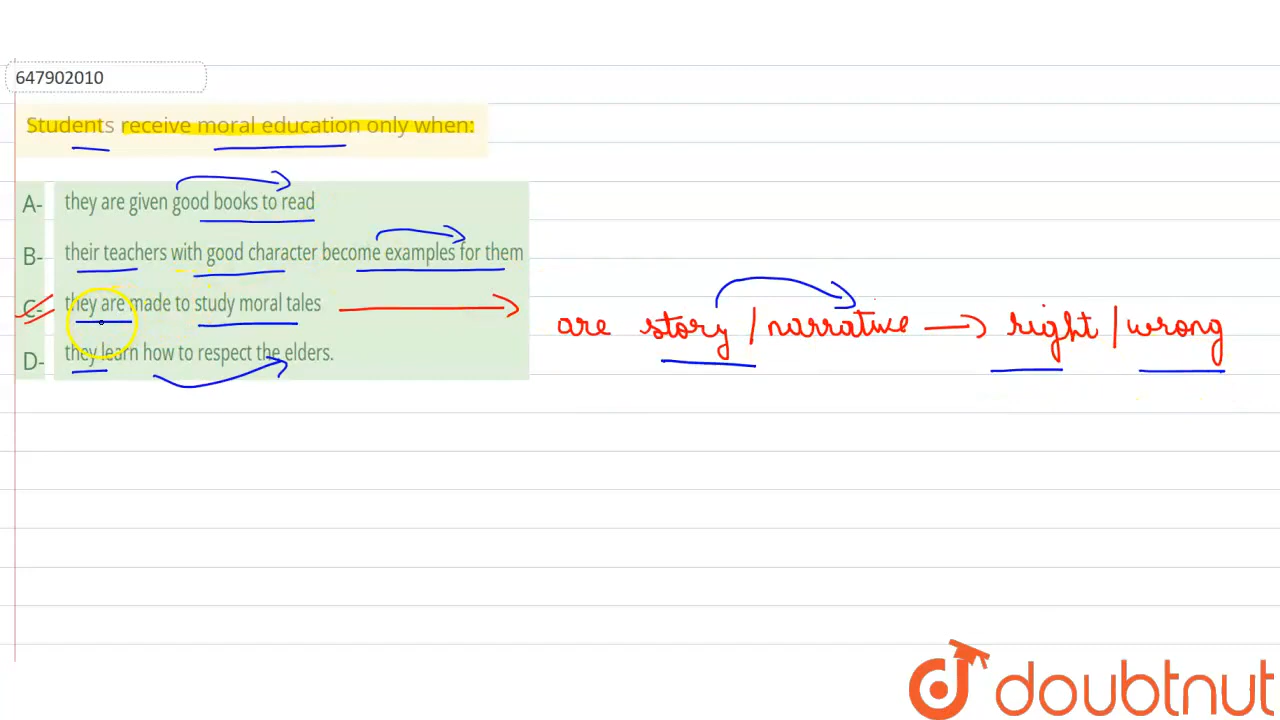 647902010
Students receive moral education only when:
A- they are given good books to read
B- their teachers with good character become examples for them
C- they are made to study moral tales
are story / narrative → right / wrong
D- they learn how to respect the elders.
doubtnut